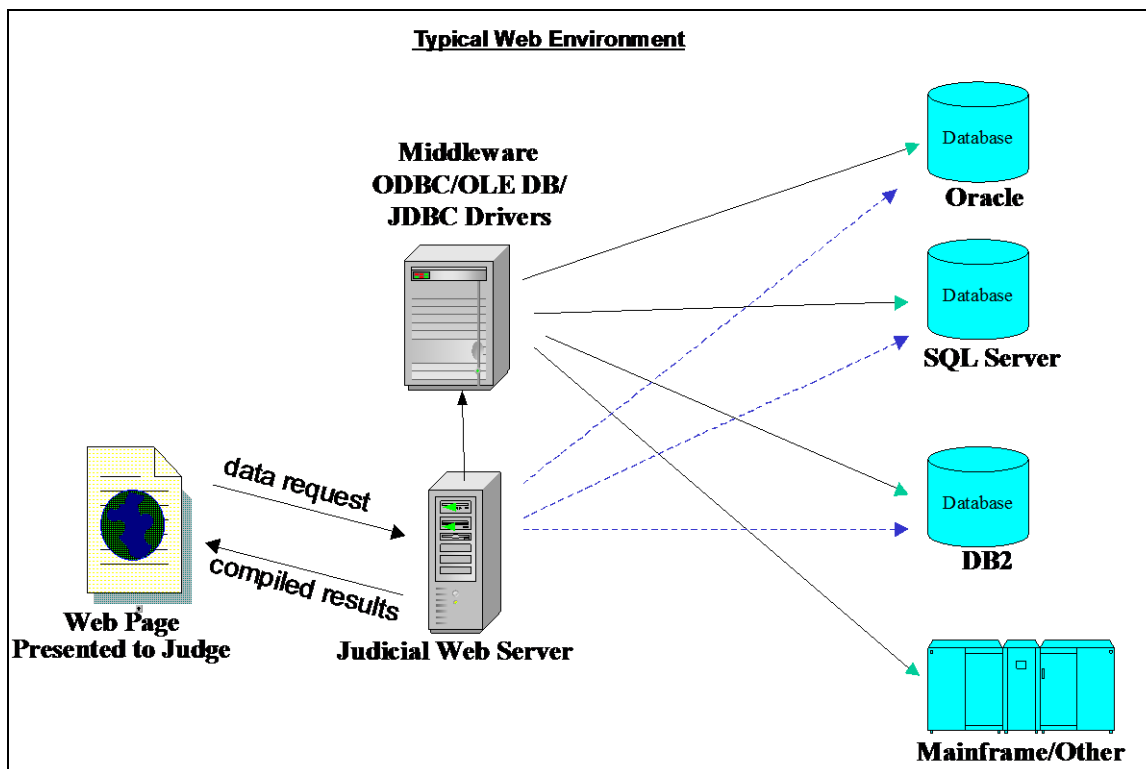 Typical Web Environment
Middleware
ODBC/OLE DB/
JDBC Drivers
Database
Oracle
Database
SQL Server
data request
compiled results
Web Page
Presented to Judge
Judicial Web Server
Database
DB2
Mainframe/Other